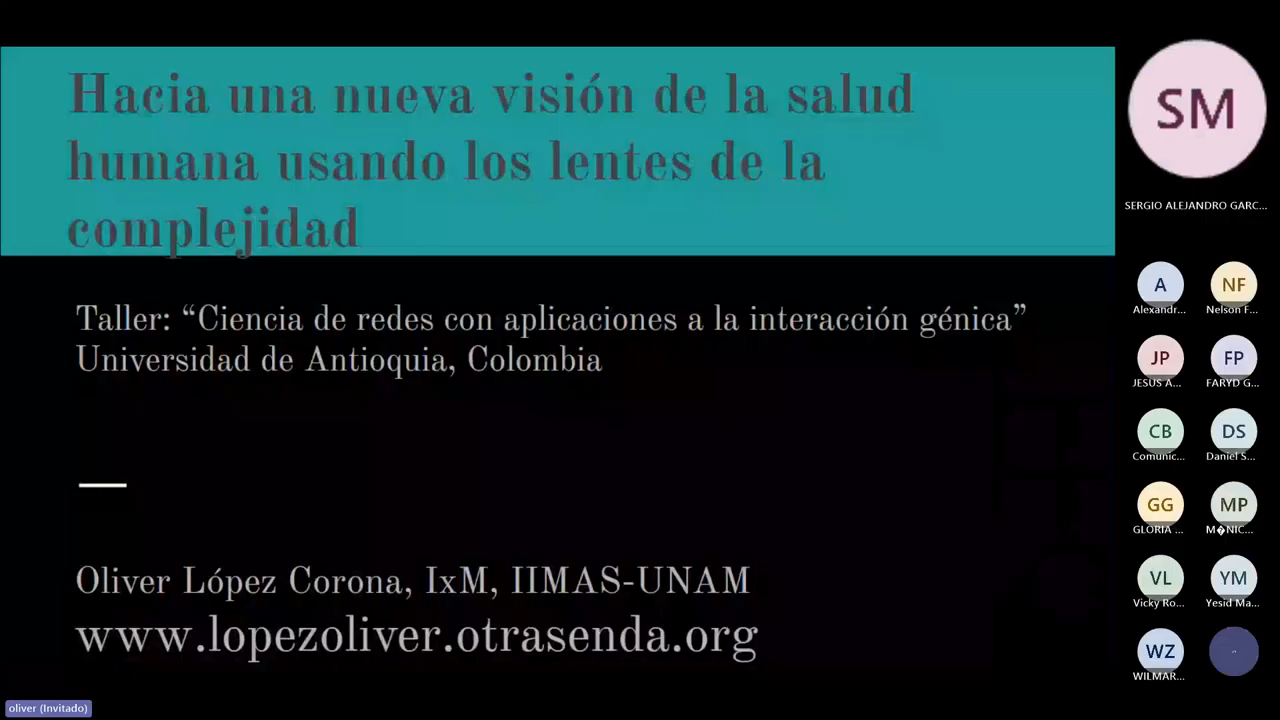 Hacia una nueva visión de la salud
humana usando los lentes de la
complejidad
Taller: “Ciencia de redes con aplicaciones a la interacción génica”
Universidad de Antioquia, Colombia
Oliver López Corona, IxM, IIMAS-UNAM
www.lopezoliver.otrasenda.org
oliver (Invitado)
SM
SERGIO ALEJANDRO GARC...
A
Alexandr...
NF
Nelson F...
JP
JESUS A...
FP
FARYD G...
CB
Comunic...
DS
Daniel S...
GG
GLORIA ...
MP
M�NIC...
VL
Vicky Ro...
YM
Yesid Ma...
WZ
WILMAR...